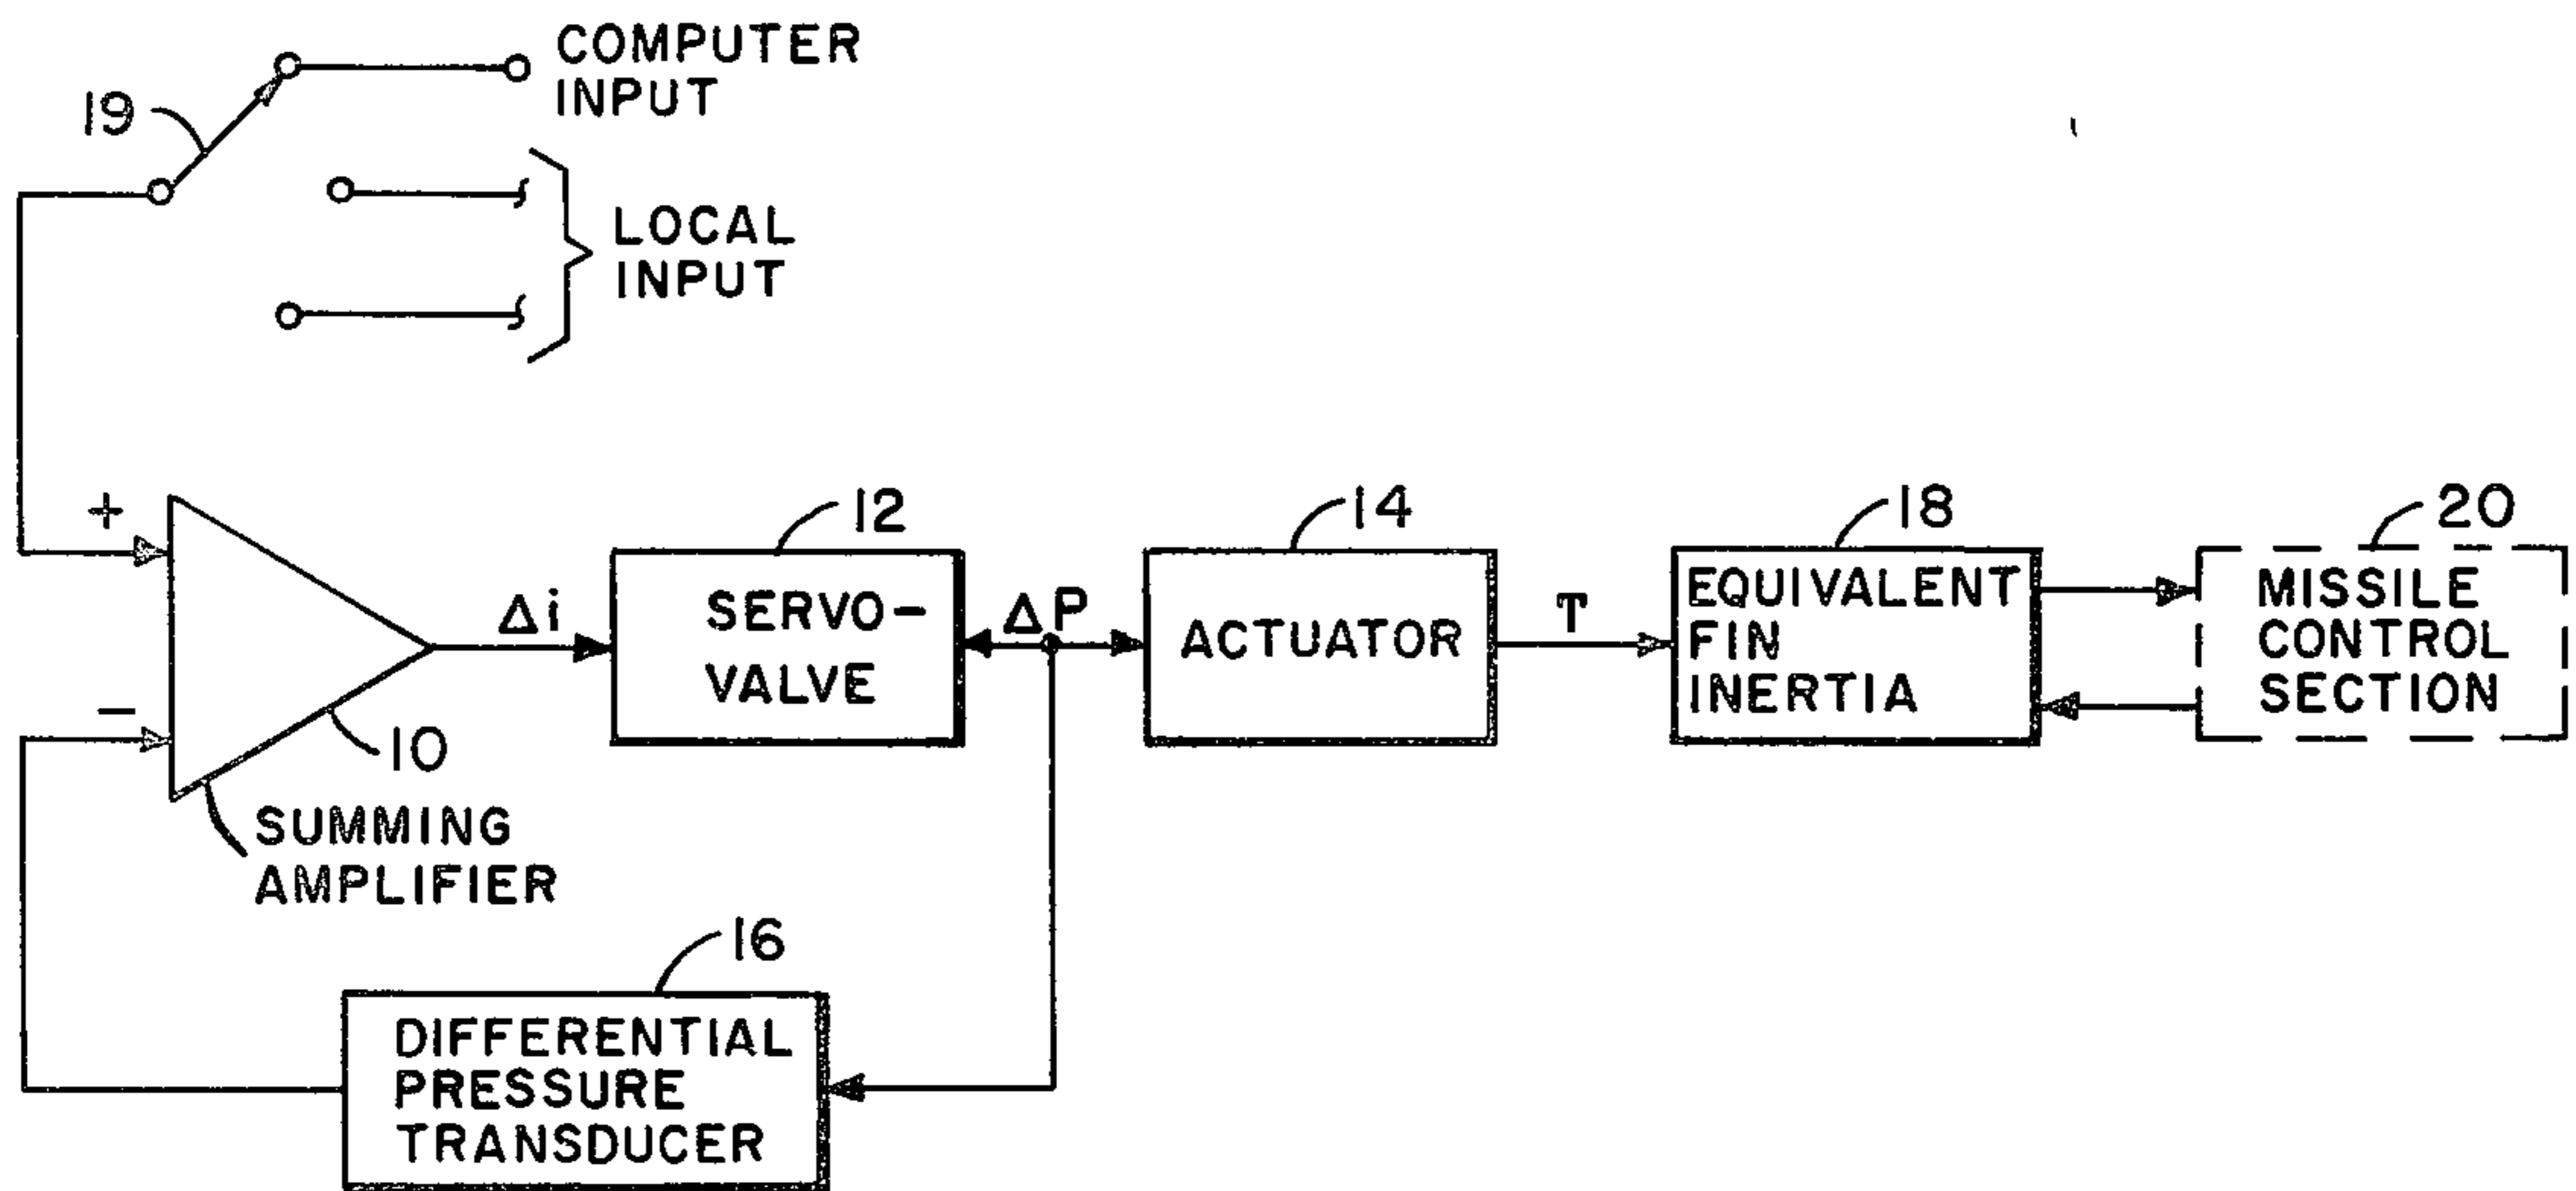 COMPUTER
INPUT
19
LOCAL
INPUT
+
12
14
18
20
Δi
SERVO-
VALVE
ΔP
ACTUATOR
T
EQUIVALENT
FIN
INERTIA
MISSILE
CONTROL
SECTION
−
10
SUMMING
AMPLIFIER
16
DIFFERENTIAL
PRESSURE
TRANSDUCER